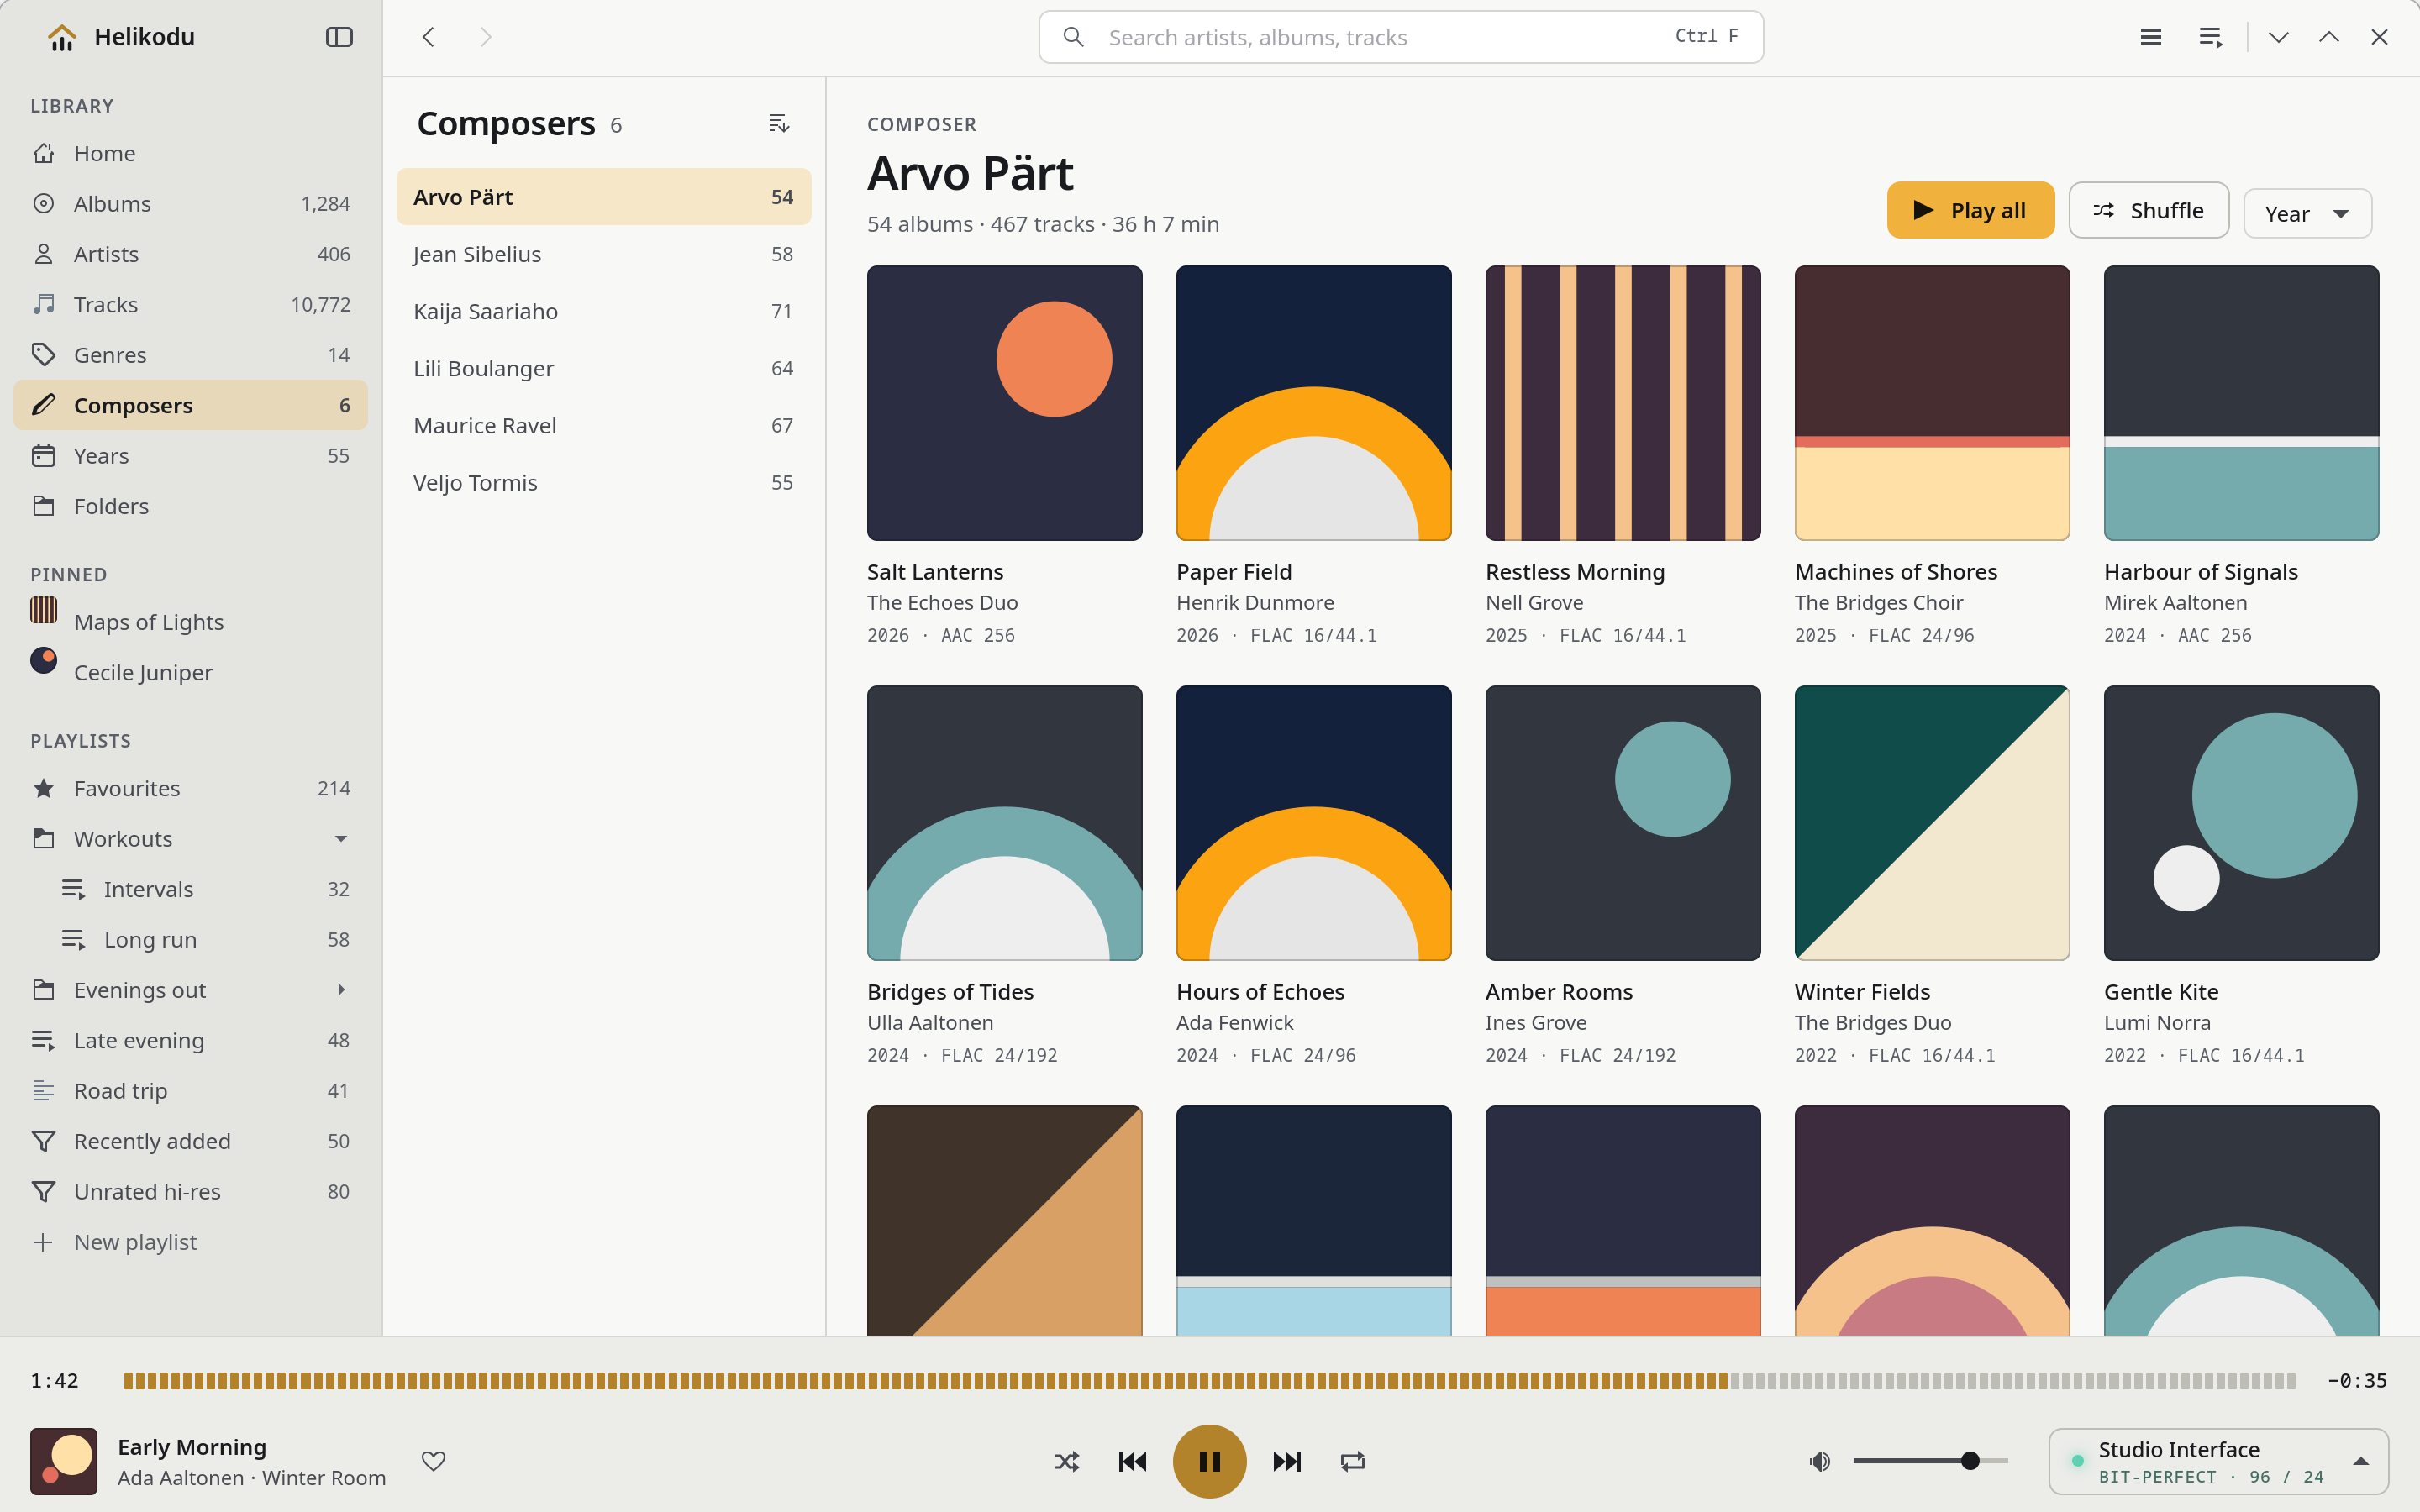 Helikodu
Search artists, albums, tracks
Ctrl F
LIBRARY
Home
Albums 1,284
Artists 406
Tracks 10,772
Genres 14
Composers 6
Years 55
Folders
PINNED
Maps of Lights
Cecile Juniper
PLAYLISTS
Favourites 214
Workouts
Intervals 32
Long run 58
Evenings out
Late evening 48
Road trip 41
Recently added 50
Unrated hi-res 80
New playlist
Composers 6
Arvo Pärt 54
Jean Sibelius 58
Kaija Saariaho 71
Lili Boulanger 64
Maurice Ravel 67
Veljo Tormis 55
COMPOSER
Arvo Pärt
54 albums · 467 tracks · 36 h 7 min
Play all
Shuffle
Year
Salt Lanterns
The Echoes Duo
2026 · AAC 256
Paper Field
Henrik Dunmore
2026 · FLAC 16/44.1
Restless Morning
Nell Grove
2025 · FLAC 16/44.1
Machines of Shores
The Bridges Choir
2025 · FLAC 24/96
Harbour of Signals
Mirek Aaltonen
2024 · AAC 256
Bridges of Tides
Ulla Aaltonen
2024 · FLAC 24/192
Hours of Echoes
Ada Fenwick
2024 · FLAC 24/96
Amber Rooms
Ines Grove
2024 · FLAC 24/192
Winter Fields
The Bridges Duo
2022 · FLAC 16/44.1
Gentle Kite
Lumi Norra
2022 · FLAC 16/44.1
1:42
−0:35
Early Morning
Ada Aaltonen · Winter Room
Studio Interface
BIT-PERFECT · 96 / 24